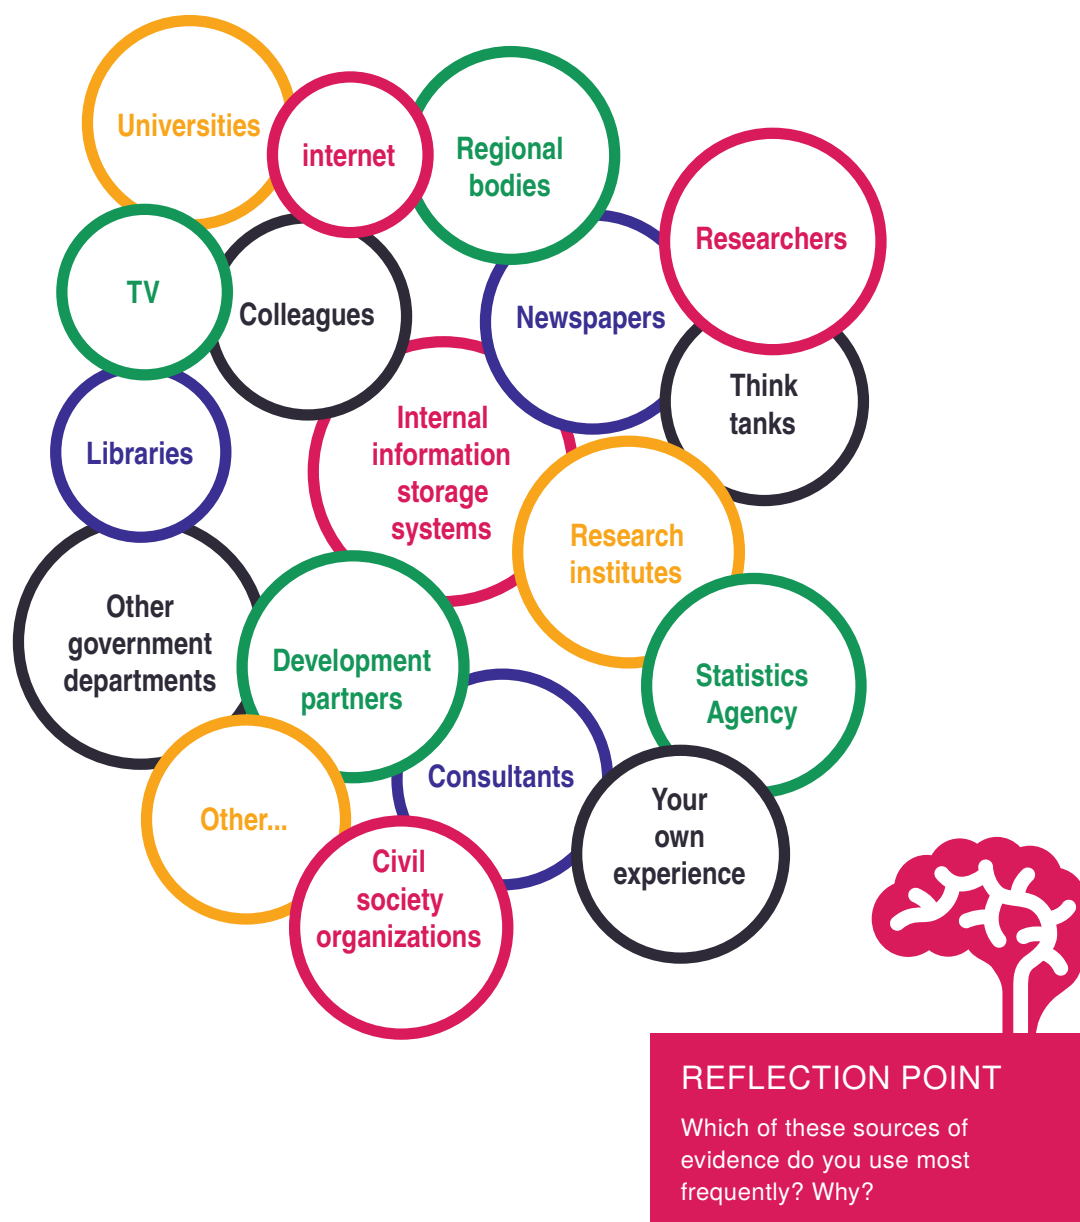 Universities
internet
Regional
bodies
Researchers
TV
Colleagues
Newspapers
Think
tanks
Libraries
Internal
information
storage
systems
Research
institutes
Other
government
departments
Development
partners
Statistics
Agency
Consultants
Your
own
experience
Other...
Civil
society
organizations
REFLECTION POINT
Which of these sources of
evidence do you use most
frequently? Why?